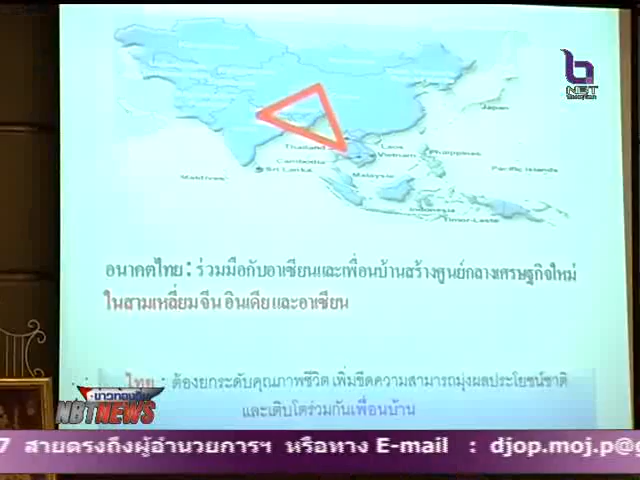 NBT
Japan
Thailand
Laos
Cambodia
Vietnam
Philippines
Pacific Islands
Maldives
Sri Lanka
Malaysia
Indonesia
Timor-Leste
อนาคตไทย : ร่วมมือกับอาเซียนและเพื่อนบ้านสร้างศูนย์กลางเศรษฐกิจใหม่
ในสามเหลี่ยม จีน อินเดีย และอาเซียน
ไทย : ต้องยกระดับคุณภาพชีวิต เพิ่มขีดความสามารถมุ่งผลประโยชน์ชาติ
และเติบโตร่วมกันเพื่อนบ้าน
NBT NEWS
7 สายตรงถึงผู้อำนวยการฯ หรือทาง E-mail : djop.moj.p@g